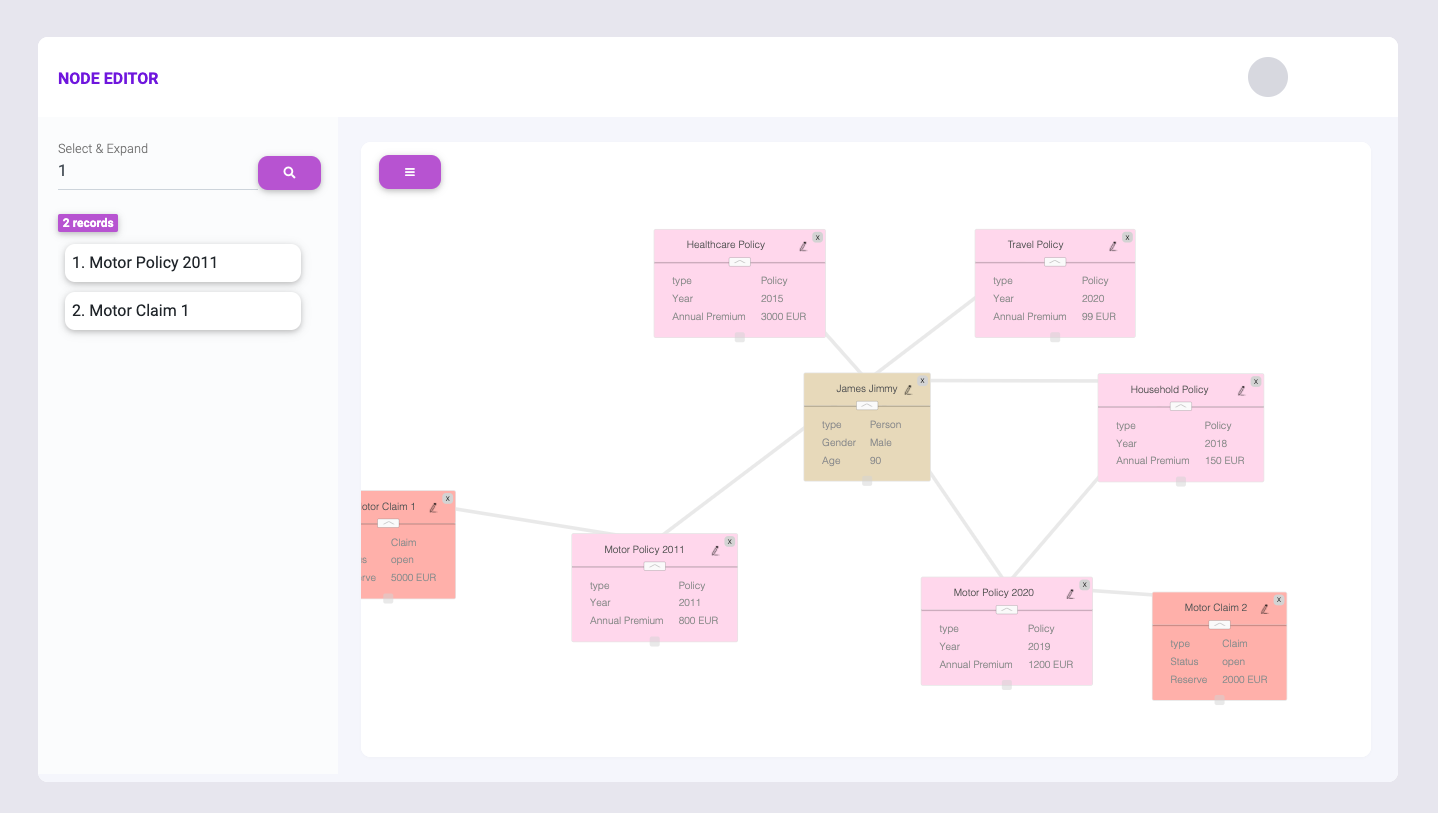 NODE EDITOR
Select & Expand
1
2 records
1. Motor Policy 2011
2. Motor Claim 1
Healthcare Policy x
type Policy
Year 2015
Annual Premium 3000 EUR
Travel Policy x
type Policy
Year 2020
Annual Premium 99 EUR
James Jimmy x
type Person
Gender Male
Age 90
Household Policy x
type Policy
Year 2018
Annual Premium 150 EUR
otor Claim 1 x
Claim
s open
rve 5000 EUR
Motor Policy 2011 x
type Policy
Year 2011
Annual Premium 800 EUR
Motor Policy 2020 x
type Policy
Year 2019
Annual Premium 1200 EUR
Motor Claim 2 x
type Claim
Status open
Reserve 2000 EUR